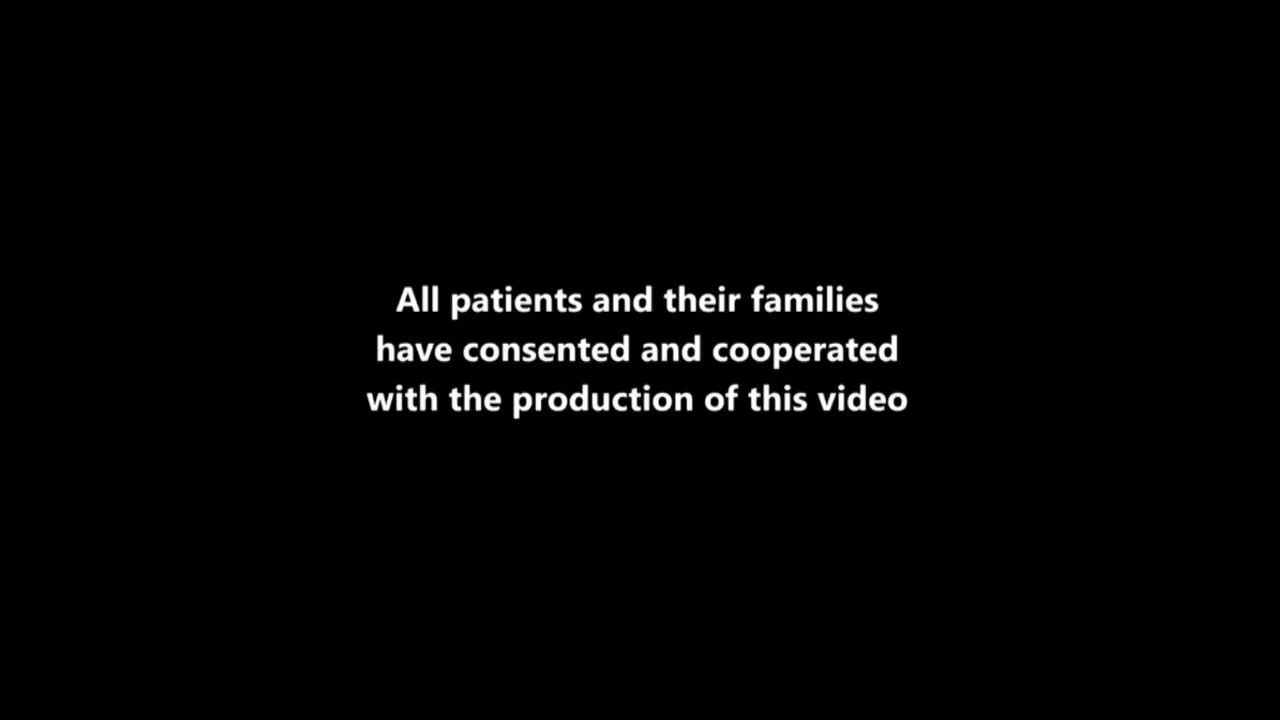 All patients and their families
have consented and cooperated
with the production of this video